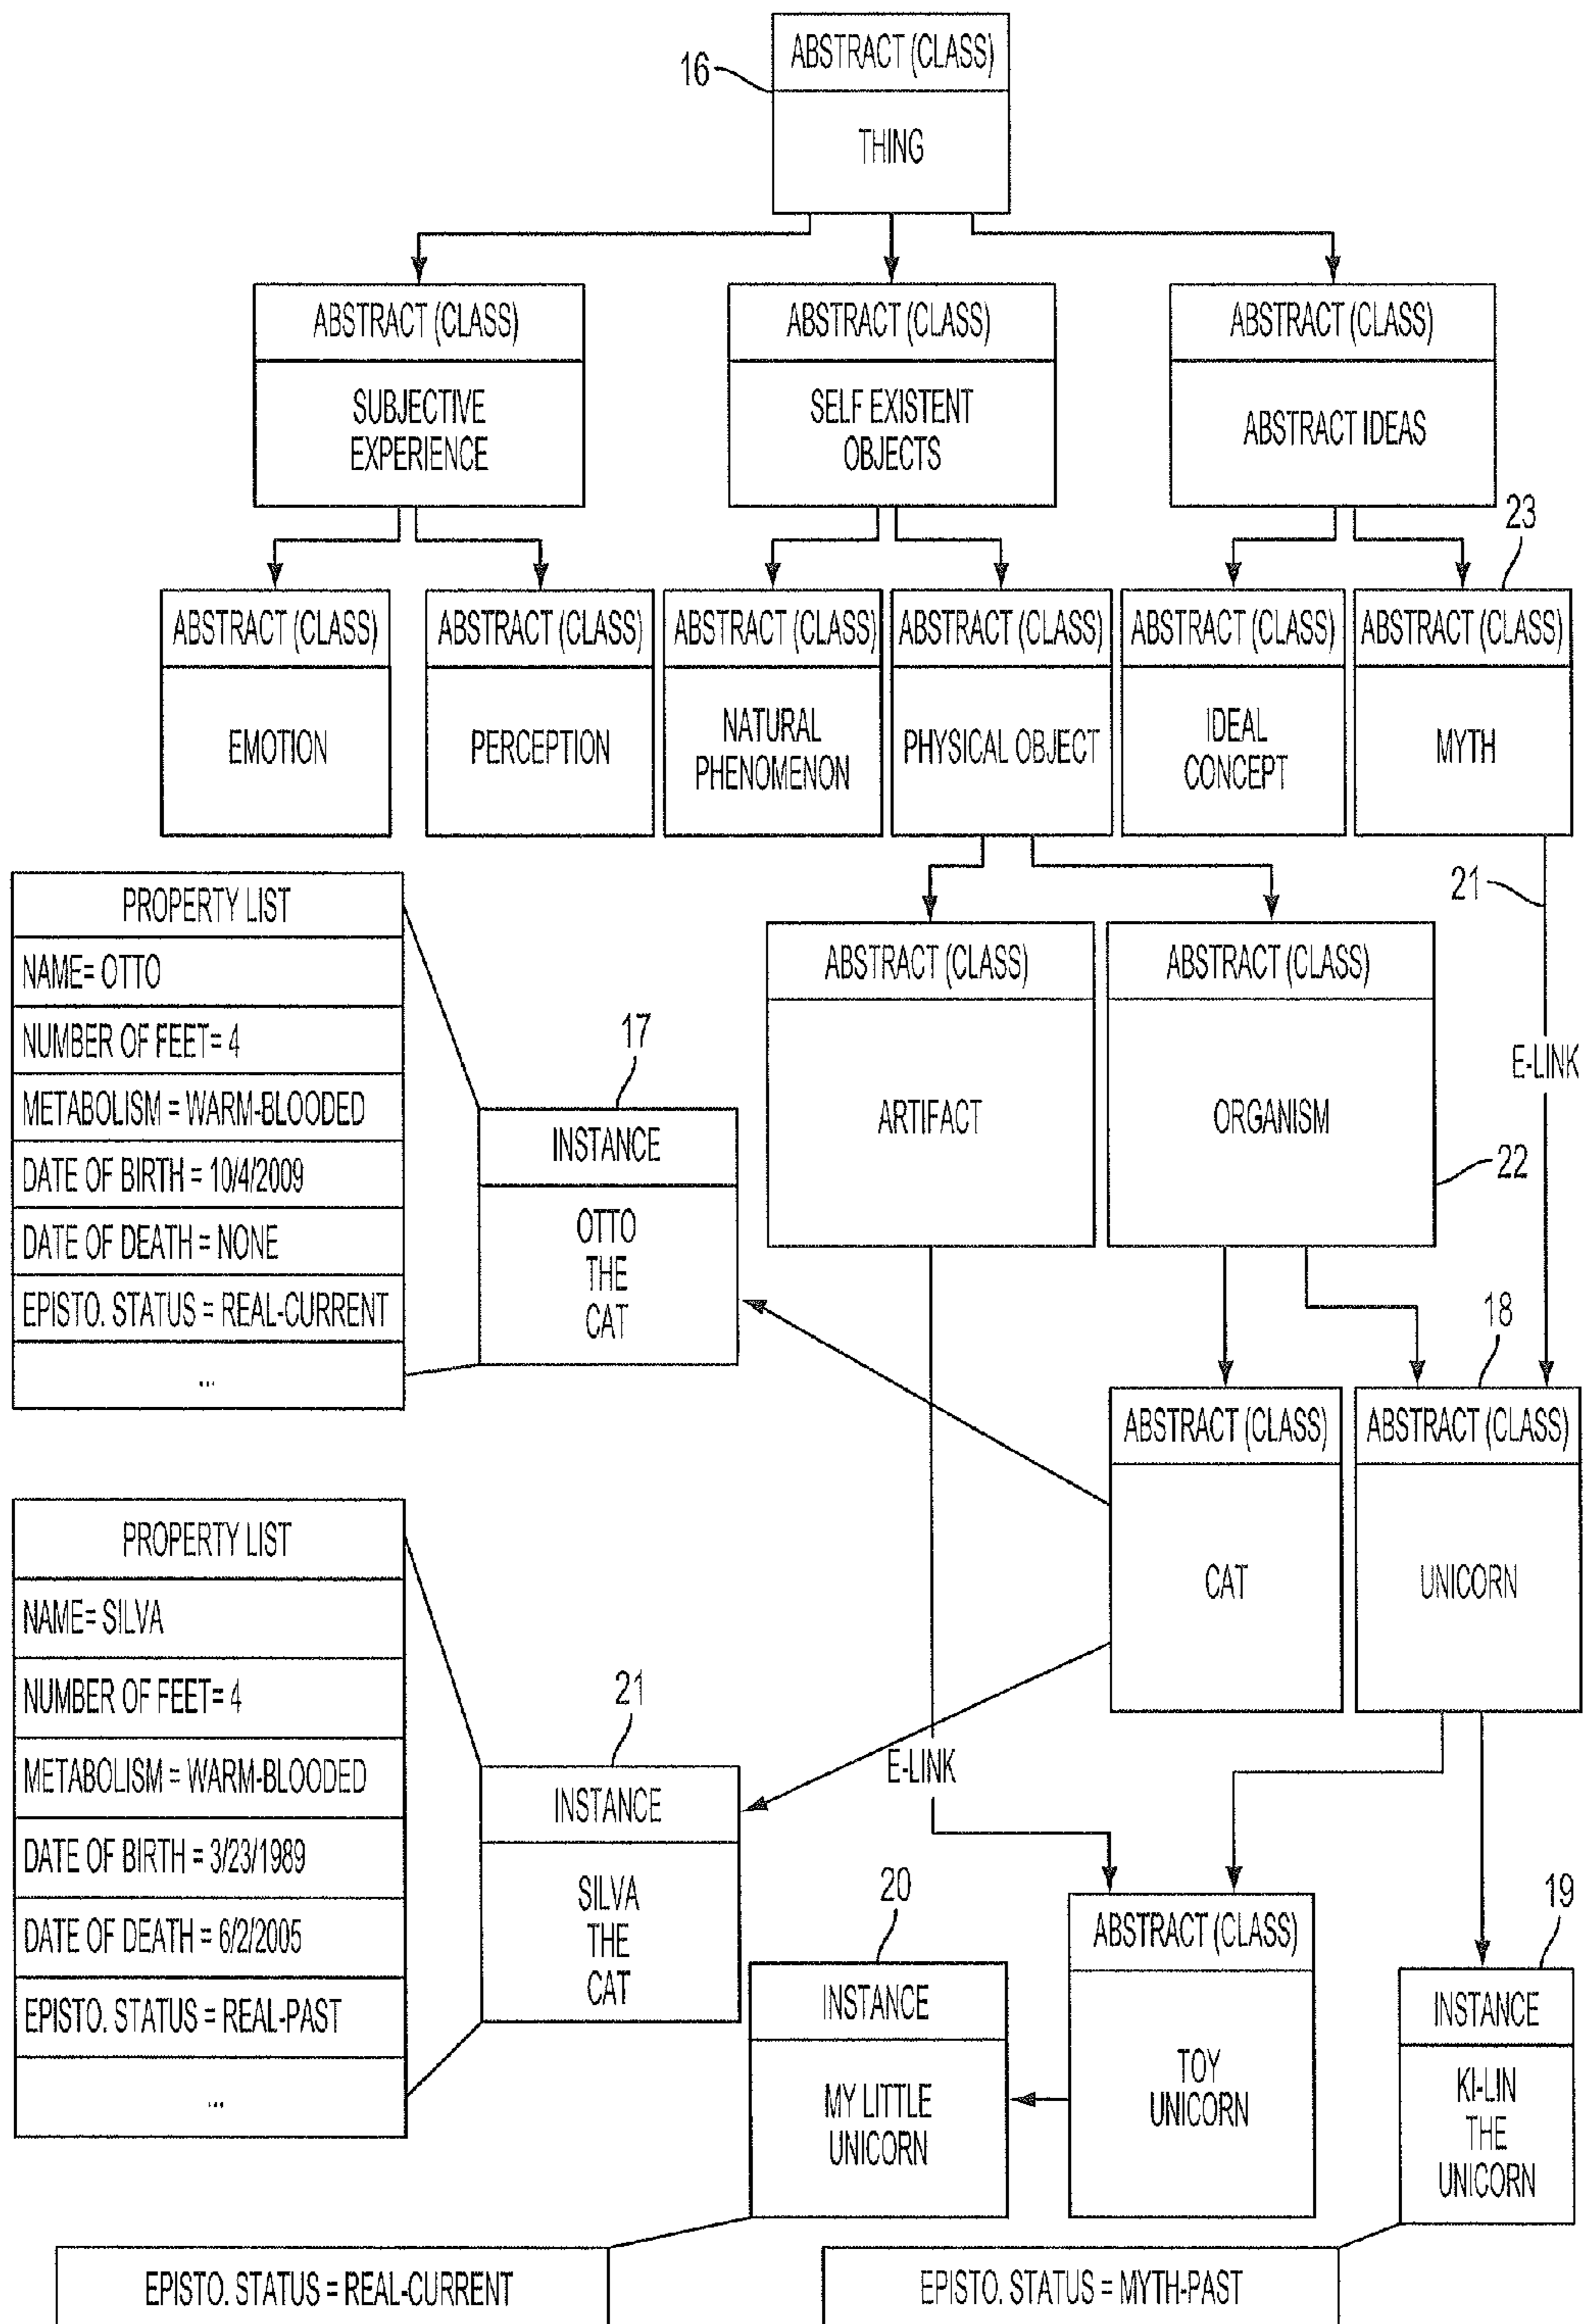 16
ABSTRACT (CLASS)
THING
ABSTRACT (CLASS)
SUBJECTIVE
EXPERIENCE
ABSTRACT (CLASS)
SELF EXISTENT
OBJECTS
ABSTRACT (CLASS)
ABSTRACT IDEAS
23
ABSTRACT (CLASS)
EMOTION
ABSTRACT (CLASS)
PERCEPTION
ABSTRACT (CLASS)
NATURAL
PHENOMENON
ABSTRACT (CLASS)
PHYSICAL OBJECT
ABSTRACT (CLASS)
IDEAL
CONCEPT
ABSTRACT (CLASS)
MYTH
PROPERTY LIST
NAME= OTTO
NUMBER OF FEET= 4
METABOLISM = WARM-BLOODED
DATE OF BIRTH = 10/4/2009
DATE OF DEATH = NONE
EPISTO. STATUS = REAL-CURRENT
...
17
INSTANCE
OTTO
THE
CAT
ABSTRACT (CLASS)
ARTIFACT
ABSTRACT (CLASS)
ORGANISM
22
21
E-LINK
18
ABSTRACT (CLASS)
CAT
ABSTRACT (CLASS)
UNICORN
PROPERTY LIST
NAME= SILVA
NUMBER OF FEET= 4
METABOLISM = WARM-BLOODED
DATE OF BIRTH = 3/23/1989
DATE OF DEATH = 6/2/2005
EPISTO. STATUS = REAL-PAST
...
21
INSTANCE
SILVA
THE
CAT
E-LINK
20
INSTANCE
MY LITTLE
UNICORN
ABSTRACT (CLASS)
TOY
UNICORN
19
INSTANCE
KI-LIN
THE
UNICORN
EPISTO. STATUS = REAL-CURRENT
EPISTO. STATUS = MYTH-PAST